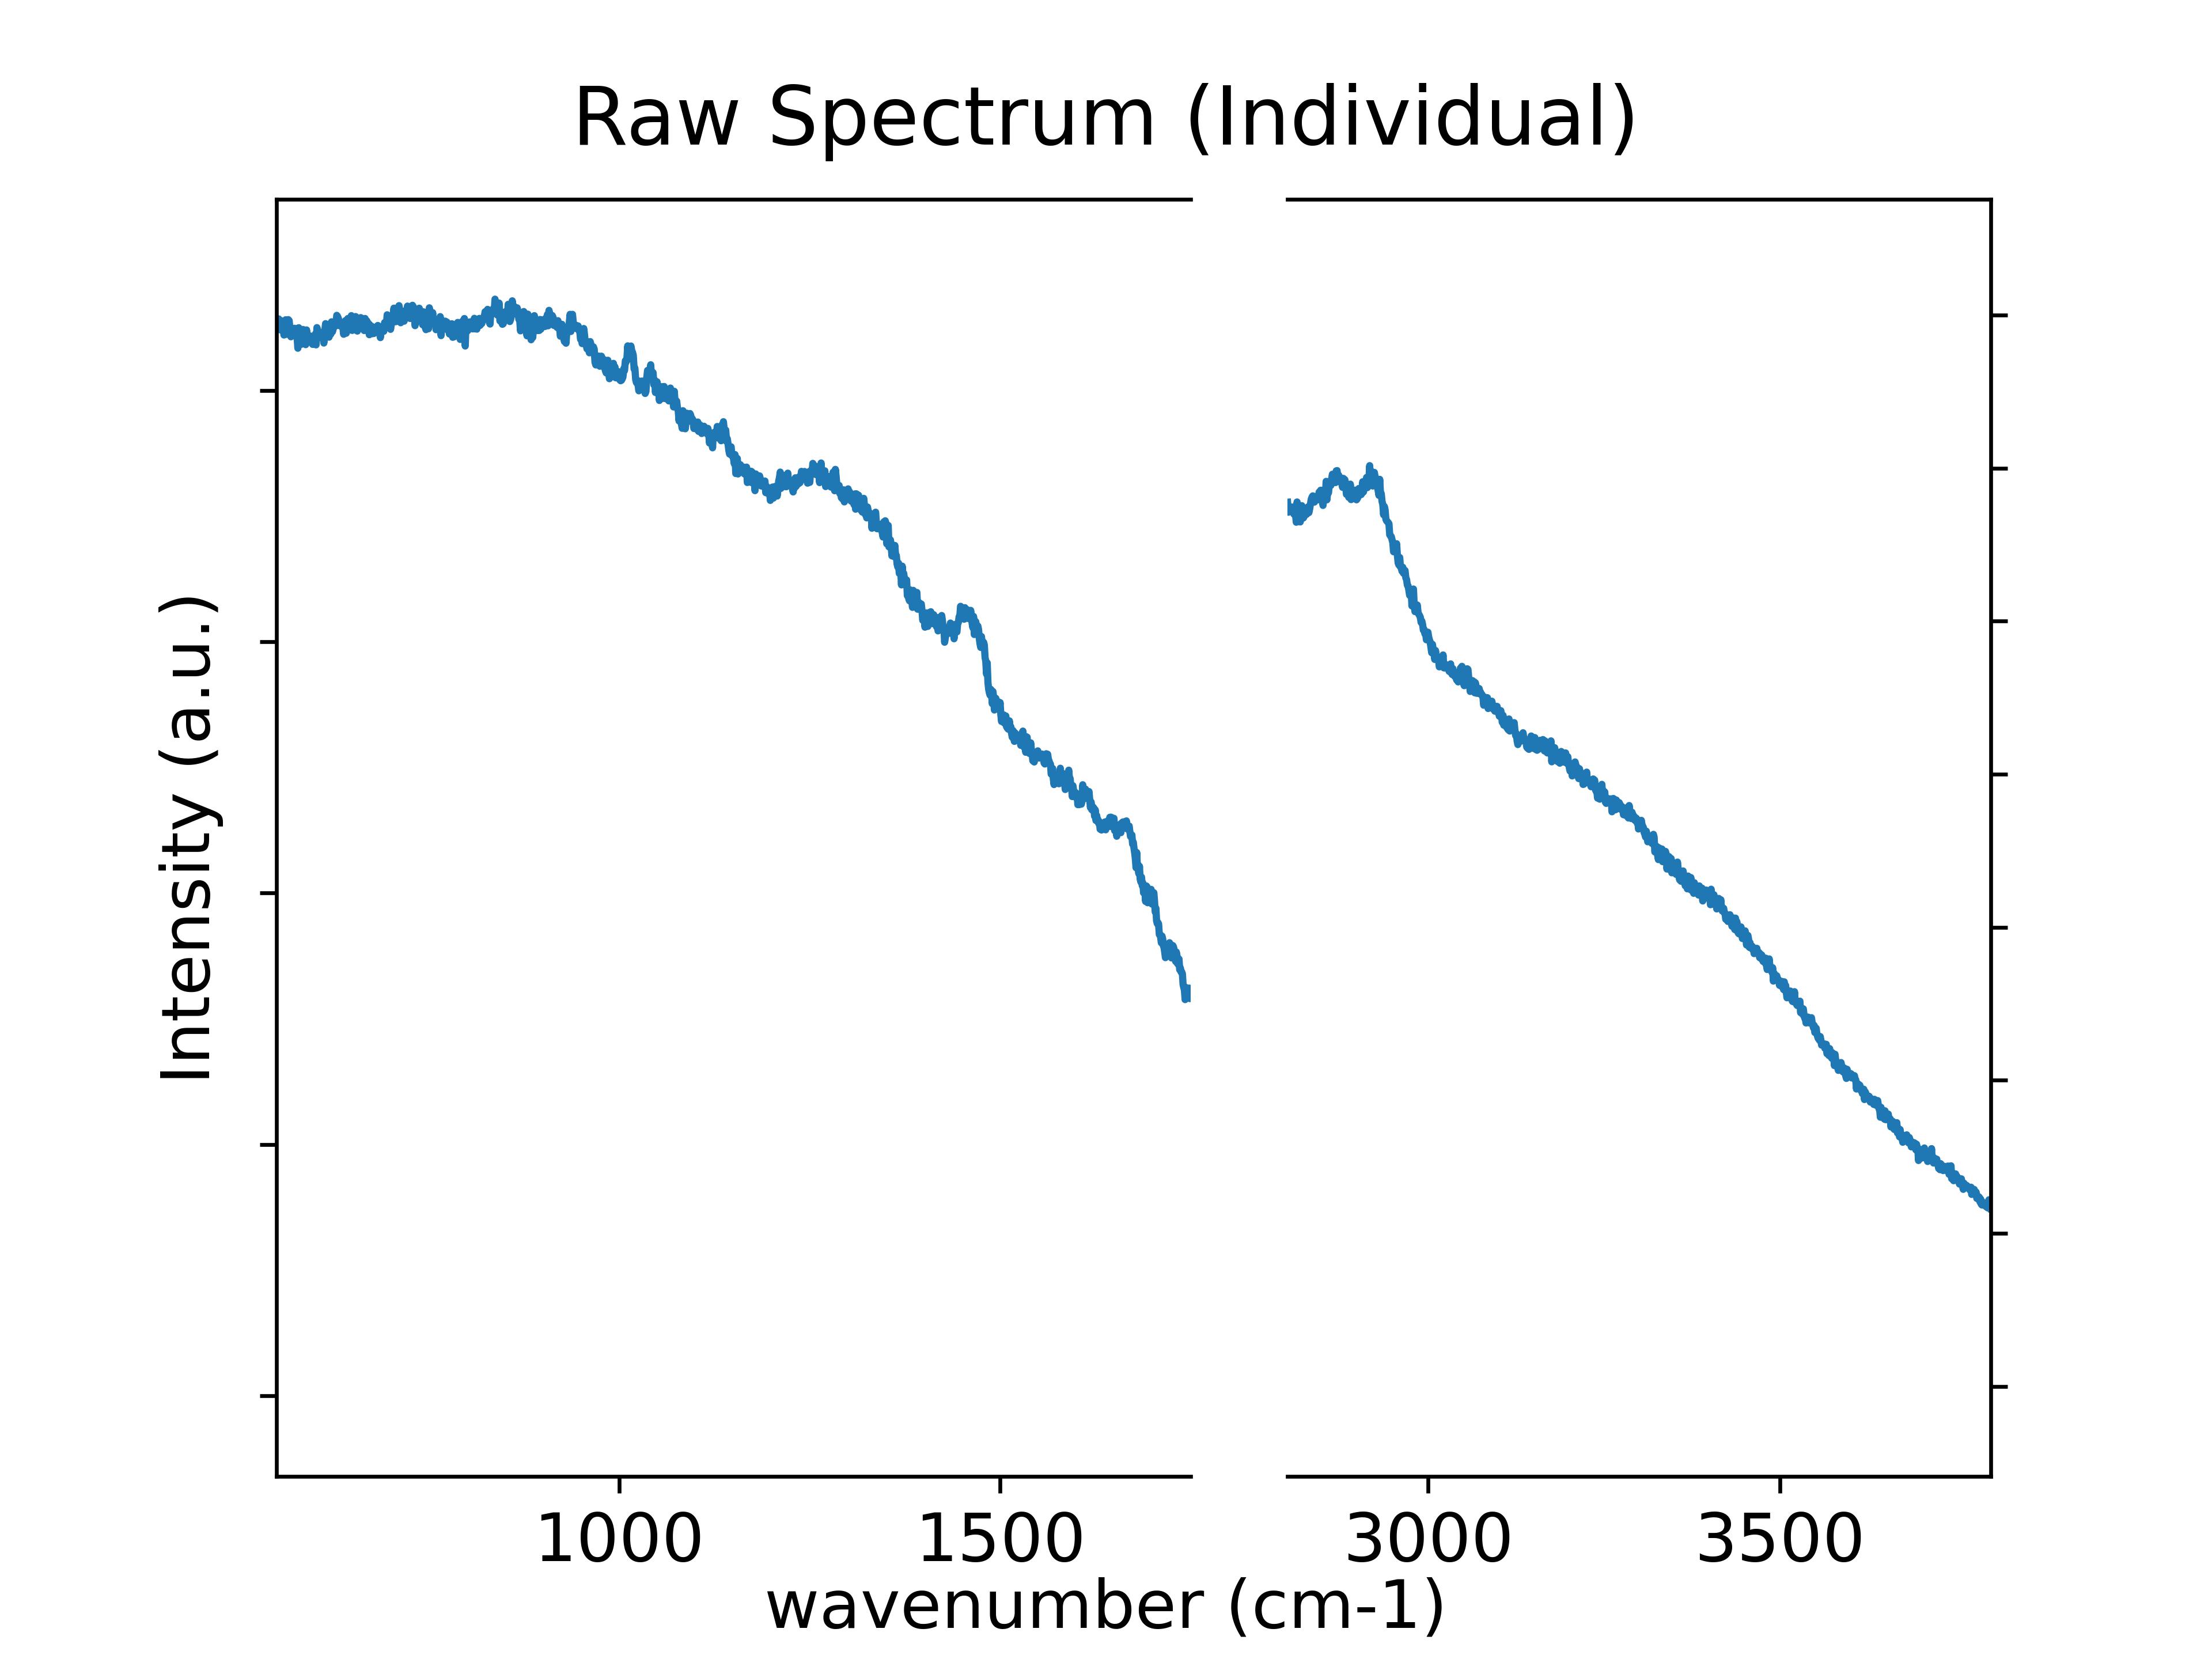 Raw Spectrum (Individual)
Intensity (a.u.)
1000 1500 3000 3500
wavenumber (cm-1)